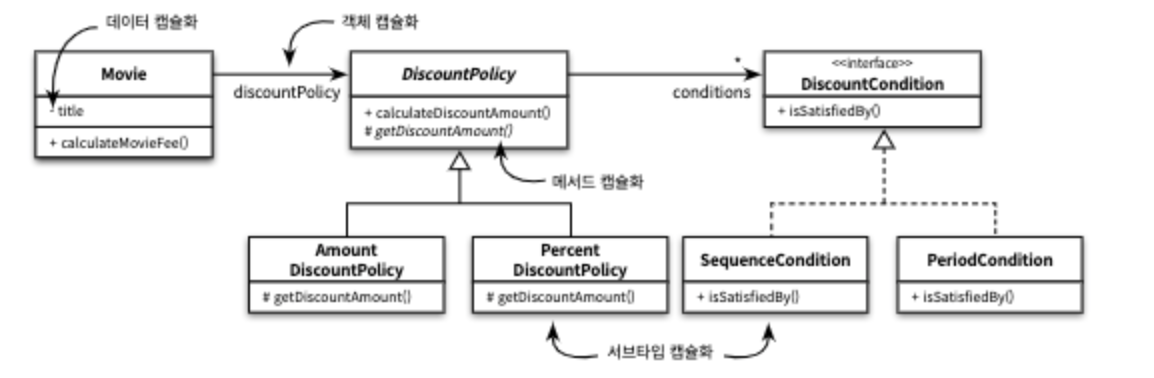 데이터 캡슐화
객체 캡슐화
Movie
- title
+ calculateMovieFee()
discountPolicy
DiscountPolicy
+ calculateDiscountAmount()
# getDiscountAmount()
*
conditions
<<interface>>
DiscountCondition
+ isSatisfiedBy()
메서드 캡슐화
Amount
DiscountPolicy
# getDiscountAmount()
Percent
DiscountPolicy
# getDiscountAmount()
SequenceCondition
+ isSatisfiedBy()
PeriodCondition
+ isSatisfiedBy()
서브타입 캡슐화